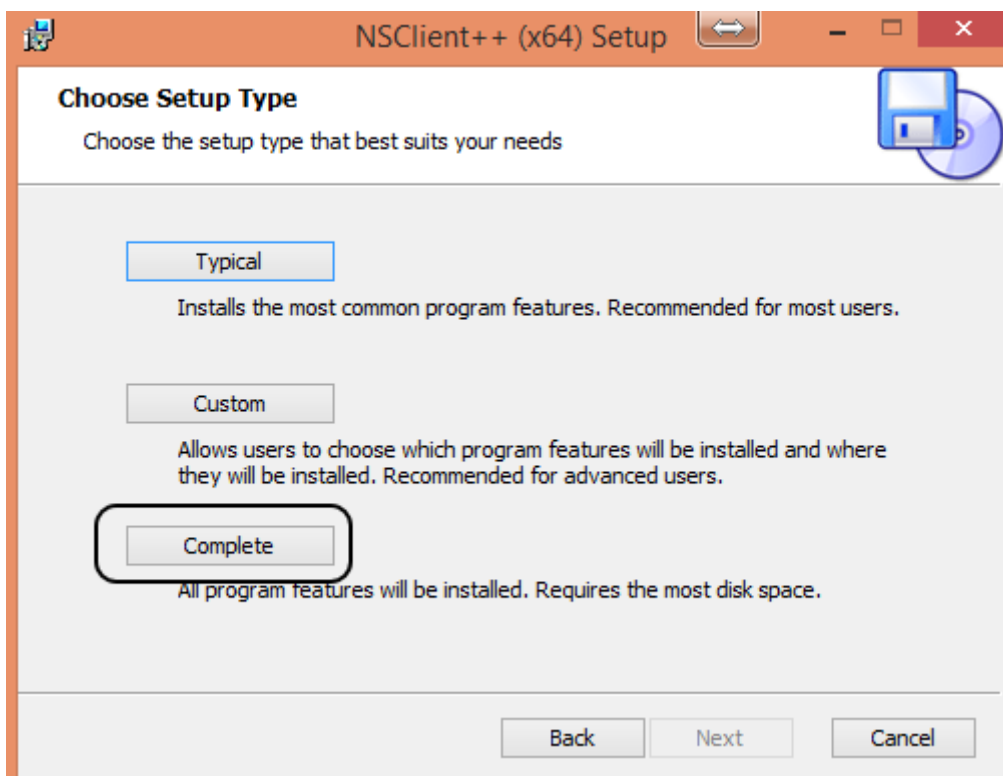 NSClient++ (x64) Setup
Choose Setup Type
Choose the setup type that best suits your needs
Typical
Installs the most common program features. Recommended for most users.
Custom
Allows users to choose which program features will be installed and where
they will be installed. Recommended for advanced users.
Complete
All program features will be installed. Requires the most disk space.
Back Next Cancel